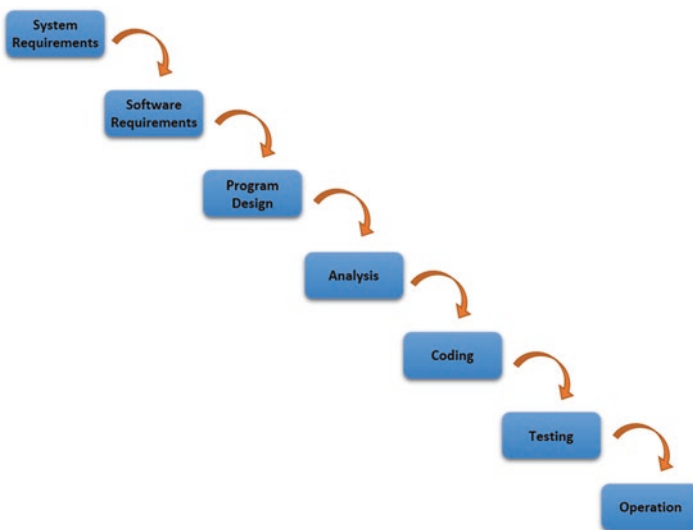 System
Requirements
Software
Requirements
Program
Design
Analysis
Coding
Testing
Operation